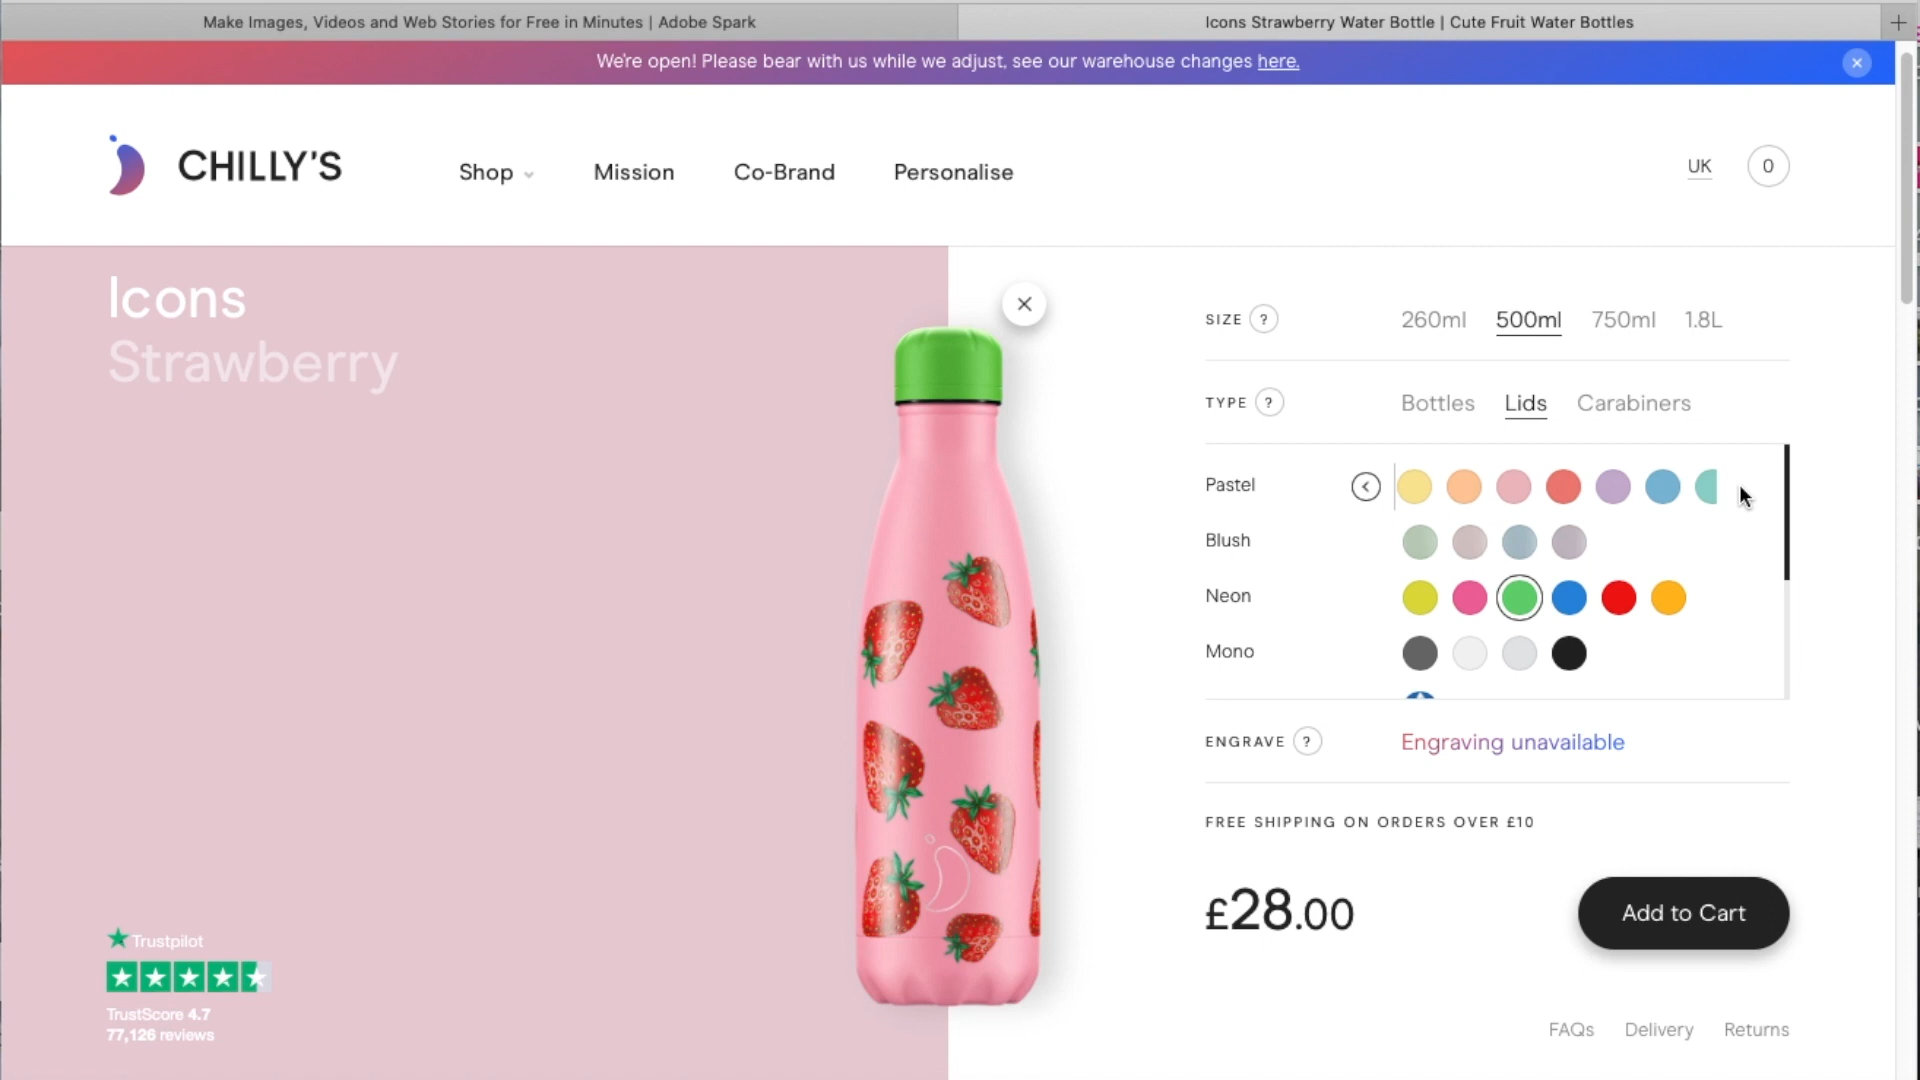 Make Images, Videos and Web Stories for Free in Minutes | Adobe Spark
Icons Strawberry Water Bottle | Cute Fruit Water Bottles
We're open! Please bear with us while we adjust, see our warehouse changes here.
CHILLY'S
Shop
Mission
Co-Brand
Personalise
UK
0
Icons
Strawberry
SIZE ?
260ml 500ml 750ml 1.8L
TYPE ?
Bottles Lids Carabiners
Pastel
Blush
Neon
Mono
ENGRAVE ?
Engraving unavailable
FREE SHIPPING ON ORDERS OVER £10
£28.00
Add to Cart
Trustpilot
TrustScore 4.7
77,126 reviews
FAQs Delivery Returns